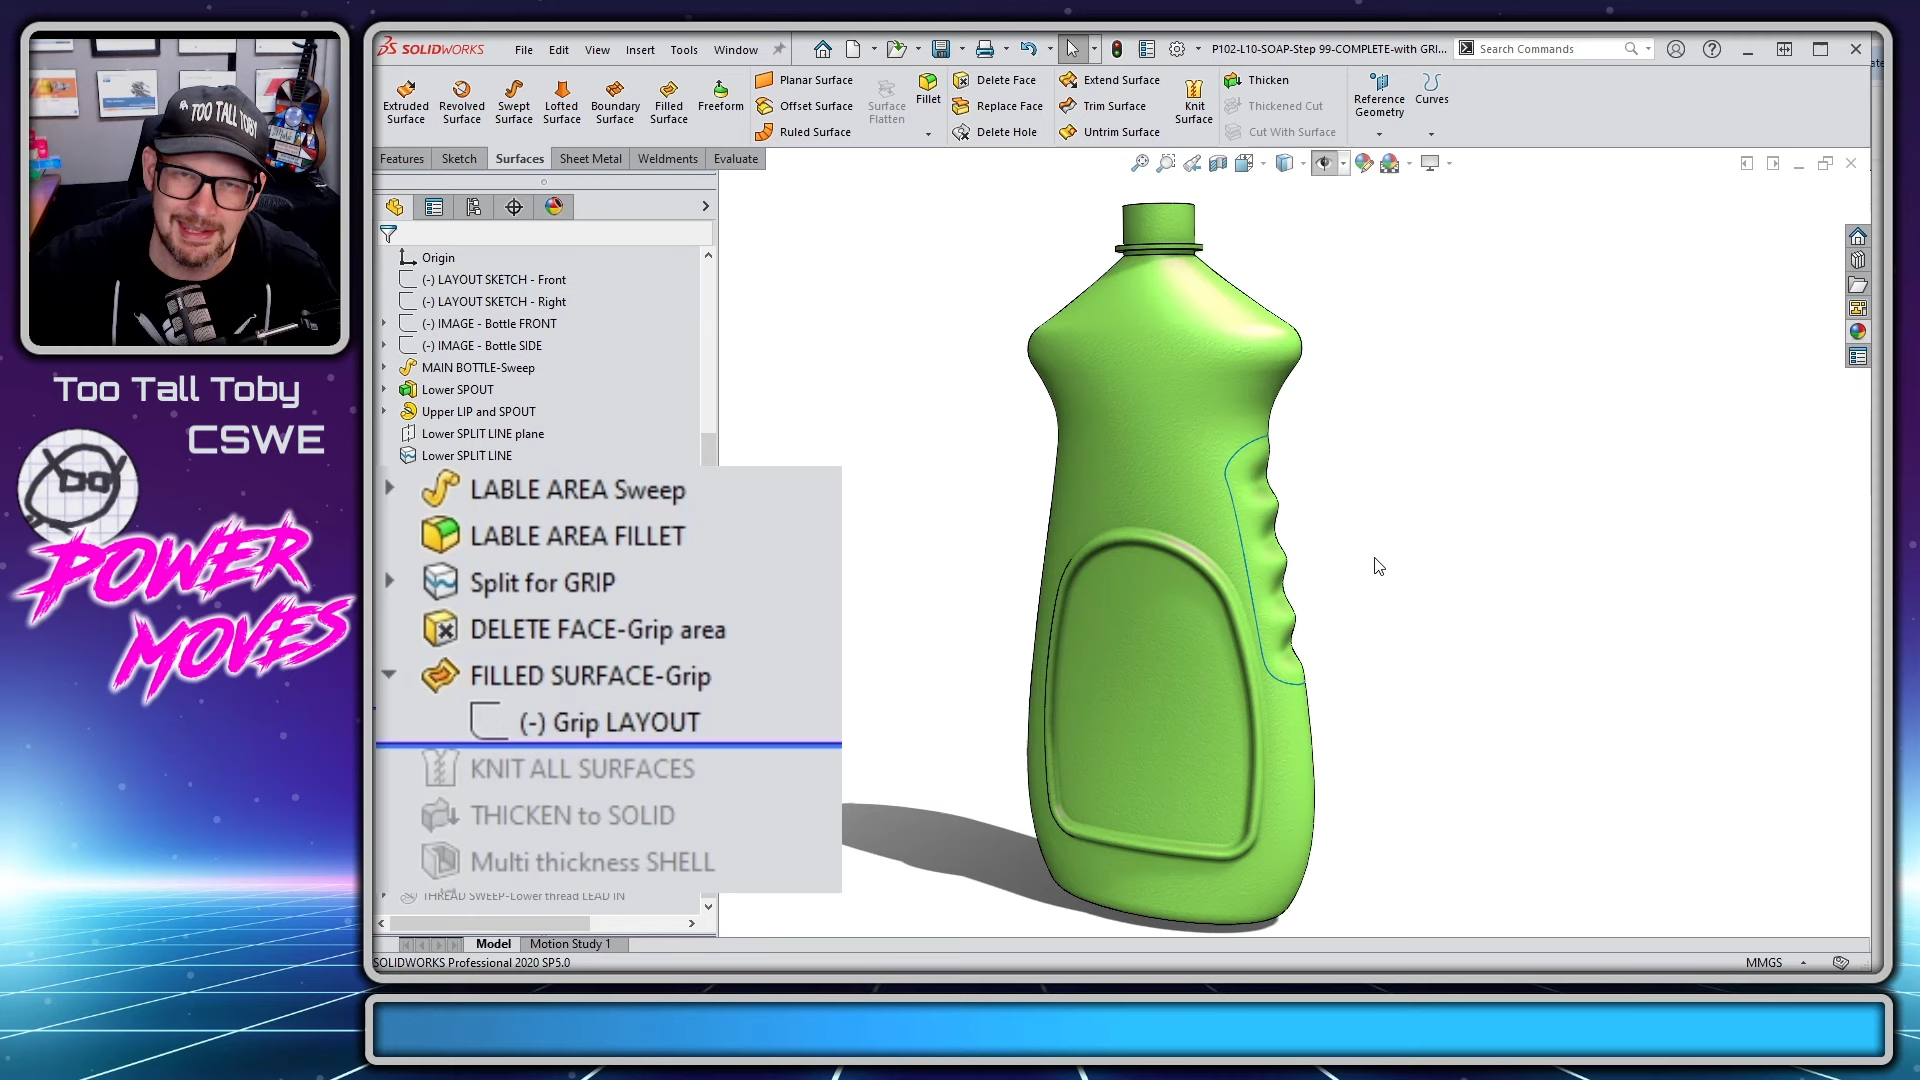 TOO TALL TOBY
Too Tall Toby
CSWE
POWER
MOVES
SOLIDWORKS
File Edit View Insert Tools Window
P102-L10-SOAP-Step 99-COMPLETE-with GRI...
Search Commands
Extruded Surface
Revolved Surface
Swept Surface
Lofted Surface
Boundary Surface
Filled Surface
Freeform
Planar Surface
Offset Surface
Ruled Surface
Surface Flatten
Fillet
Delete Face
Replace Face
Delete Hole
Extend Surface
Trim Surface
Untrim Surface
Knit Surface
Thicken
Thickened Cut
Cut With Surface
Reference Geometry
Curves
Features Sketch Surfaces Sheet Metal Weldments Evaluate
Origin
(-) LAYOUT SKETCH - Front
(-) LAYOUT SKETCH - Right
(-) IMAGE - Bottle FRONT
(-) IMAGE - Bottle SIDE
MAIN BOTTLE-Sweep
Lower SPOUT
Upper LIP and SPOUT
Lower SPLIT LINE plane
Lower SPLIT LINE
LABLE AREA Sweep
LABLE AREA FILLET
Split for GRIP
DELETE FACE-Grip area
FILLED SURFACE-Grip
(-) Grip LAYOUT
KNIT ALL SURFACES
THICKEN to SOLID
Multi thickness SHELL
THREAD SWEEP-Lower thread LEAD IN
Model Motion Study 1
SOLIDWORKS Professional 2020 SP5.0
MMGS